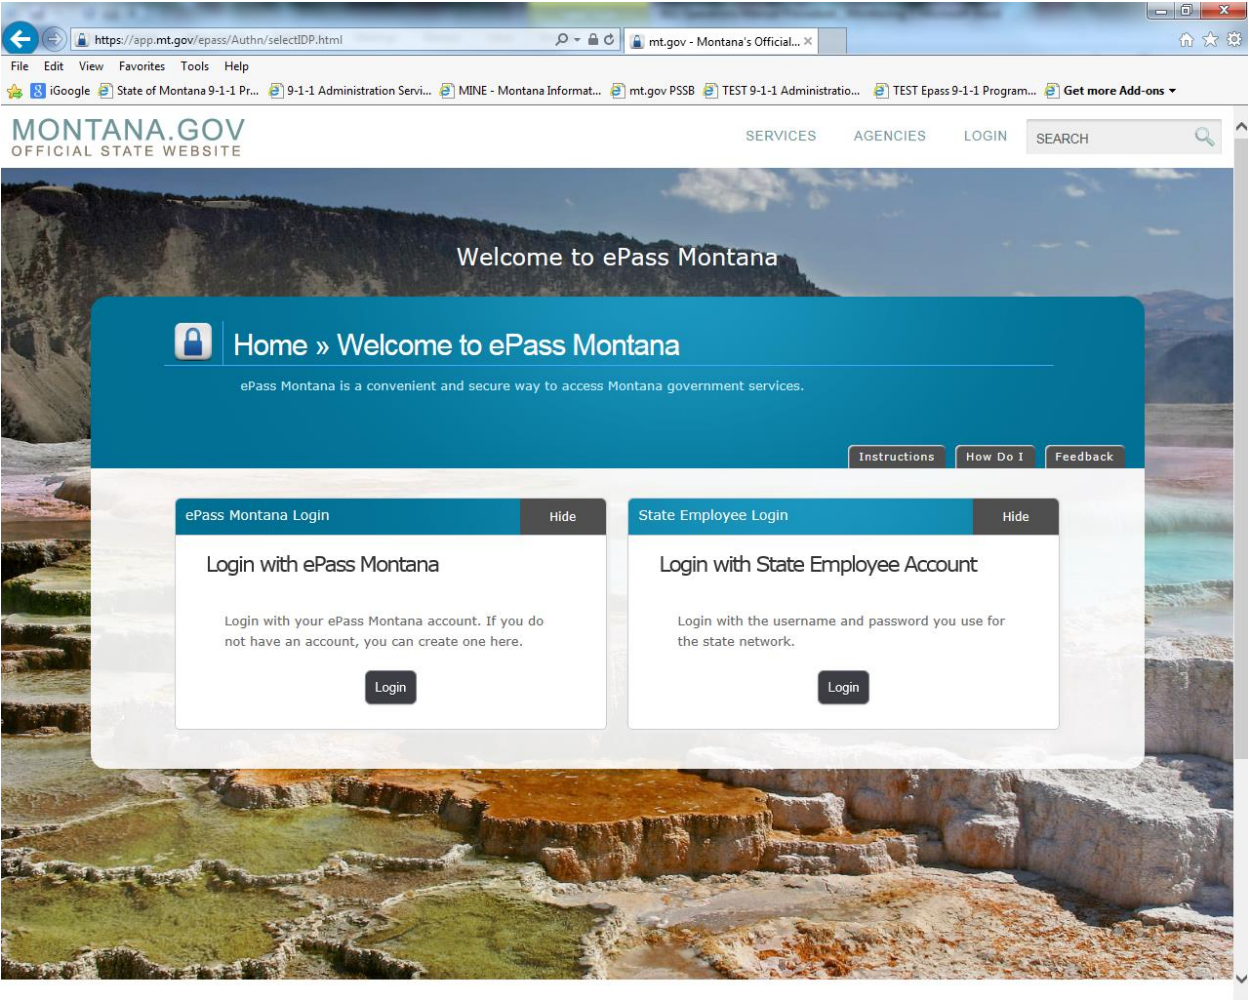 https://app.mt.gov/epass/Authn/selectIDP.html
mt.gov - Montana's Official...
File Edit View Favorites Tools Help
iGoogle State of Montana 9-1-1 Pr... 9-1-1 Administration Servi... MINE - Montana Informat... mt.gov PSSB TEST 9-1-1 Administratio... TEST Epass 9-1-1 Program... Get more Add-ons
MONTANA.GOV
OFFICIAL STATE WEBSITE
SERVICES AGENCIES LOGIN SEARCH
Welcome to ePass Montana
Home » Welcome to ePass Montana
ePass Montana is a convenient and secure way to access Montana government services.
Instructions How Do I Feedback
ePass Montana Login Hide
Login with ePass Montana
Login with your ePass Montana account. If you do
not have an account, you can create one here.
Login
State Employee Login Hide
Login with State Employee Account
Login with the username and password you use for
the state network.
Login